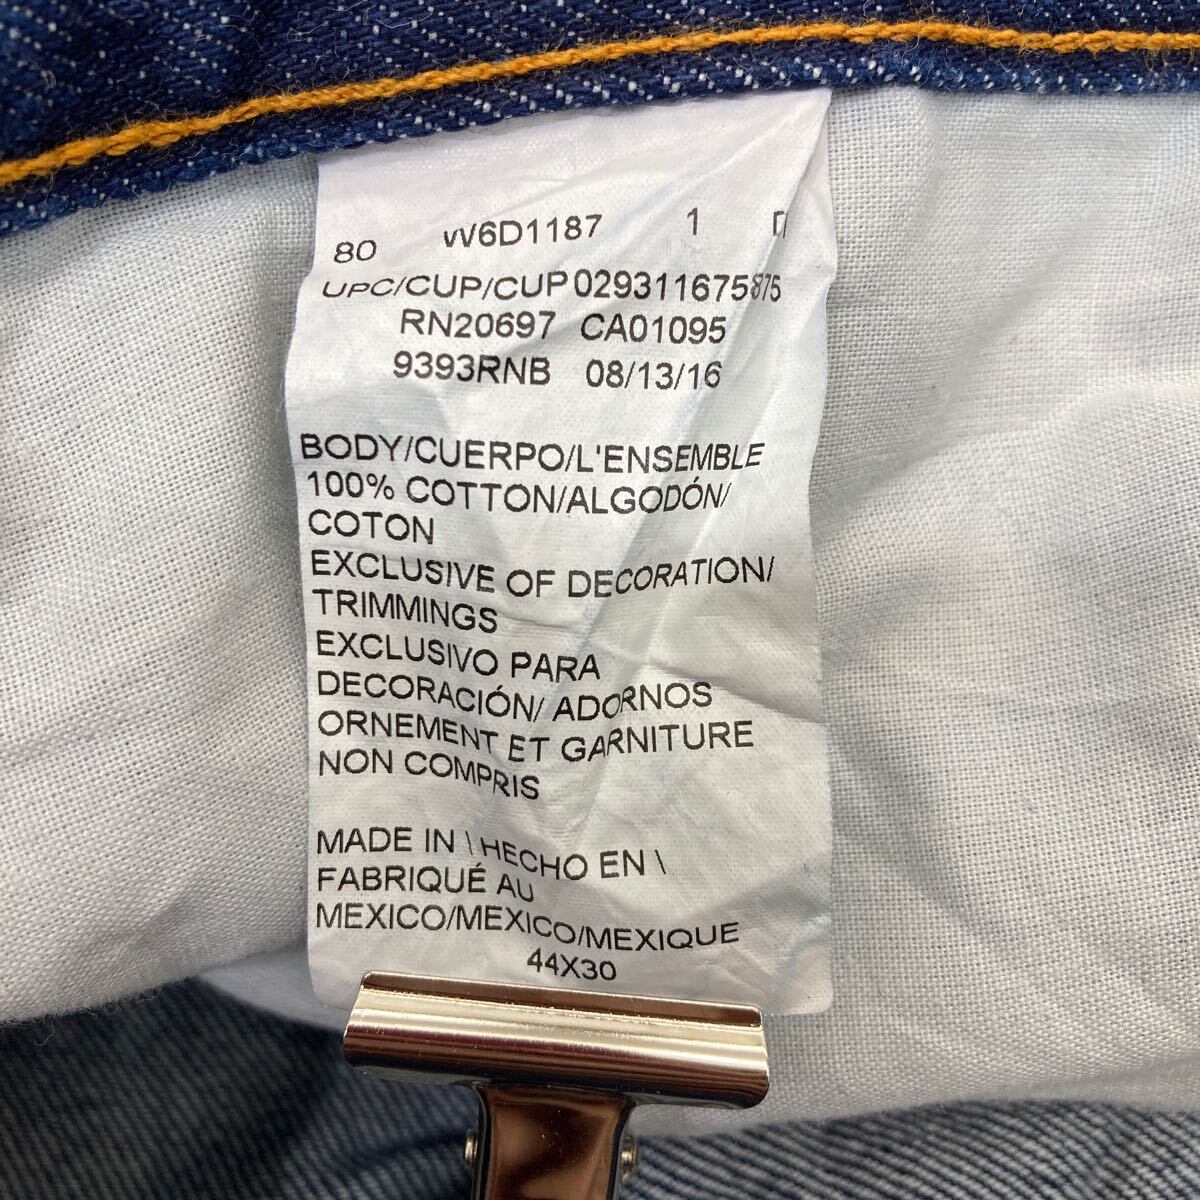 80 W6D1187 1
UPC/CUP/CUP 029311675875
RN20697 CA01095
9393RNB 08/13/16
BODY/CUERPO/L'ENSEMBLE
100% COTTON/ALGODÓN/
COTON
EXCLUSIVE OF DECORATION/
TRIMMINGS
EXCLUSIVO PARA
DECORACIÓN/ ADORNOS
ORNEMENT ET GARNITURE
NON COMPRIS
MADE IN \ HECHO EN \
FABRIQUÉ AU
MEXICO/MEXICO/MEXIQUE
44X30